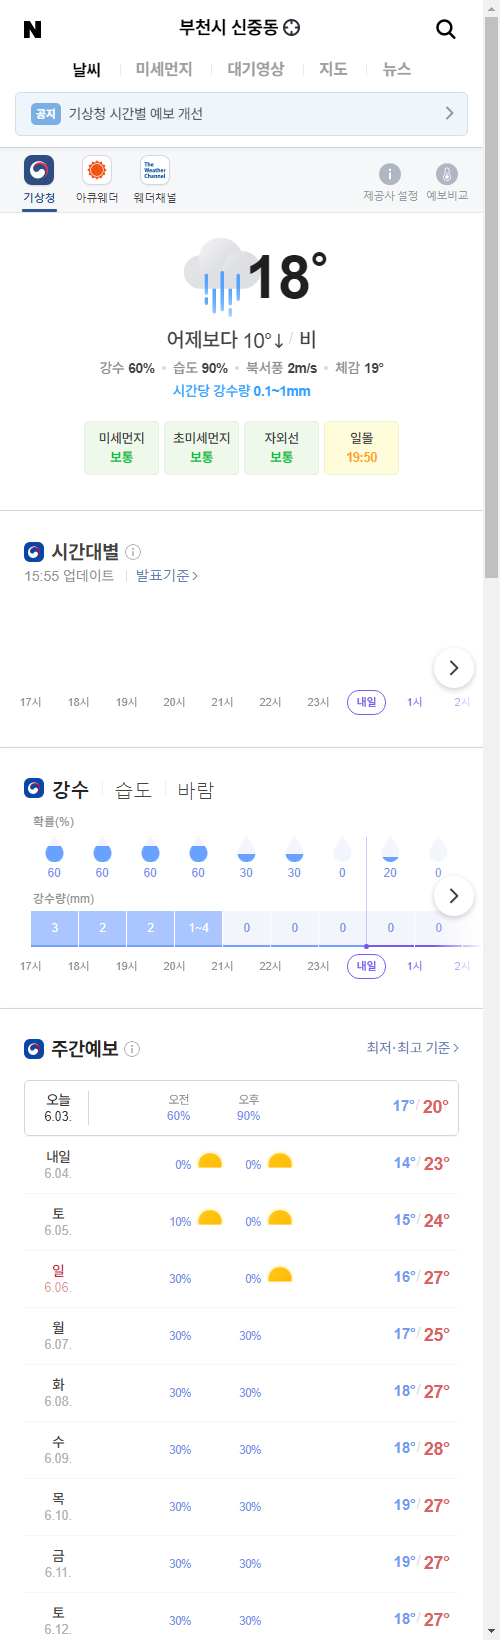 N
부천시 신중동
날씨 미세먼지 대기영상 지도 뉴스
공지 기상청 시간별 예보 개선
The Weather Channel
기상청 아큐웨더 웨더채널 제공사 설정 예보비교
18°
어제보다 10°↓ / 비
강수 60% • 습도 90% • 북서풍 2m/s • 체감 19°
시간당 강수량 0.1~1mm
미세먼지 초미세먼지 자외선 일몰
보통 보통 보통 19:50
시간대별
15:55 업데이트 발표기준 >
17시 18시 19시 20시 21시 22시 23시 내일 1시 2시
강수 습도 바람
확률(%)
60 60 60 60 30 30 0 20 0
강수량(mm)
3 2 2 1~4 0 0 0 0 0
17시 18시 19시 20시 21시 22시 23시 내일 1시 2시
주간예보 최저·최고 기준 >
오늘 오전 오후
6.03. 60% 90% 17°/ 20°
내일
6.04. 0% 0% 14°/ 23°
토
6.05. 10% 0% 15°/ 24°
일
6.06. 30% 0% 16°/ 27°
월
6.07. 30% 30% 17°/ 25°
화
6.08. 30% 30% 18°/ 27°
수
6.09. 30% 30% 18°/ 28°
목
6.10. 30% 30% 19°/ 27°
금
6.11. 30% 30% 19°/ 27°
토
6.12. 30% 30% 18°/ 27°